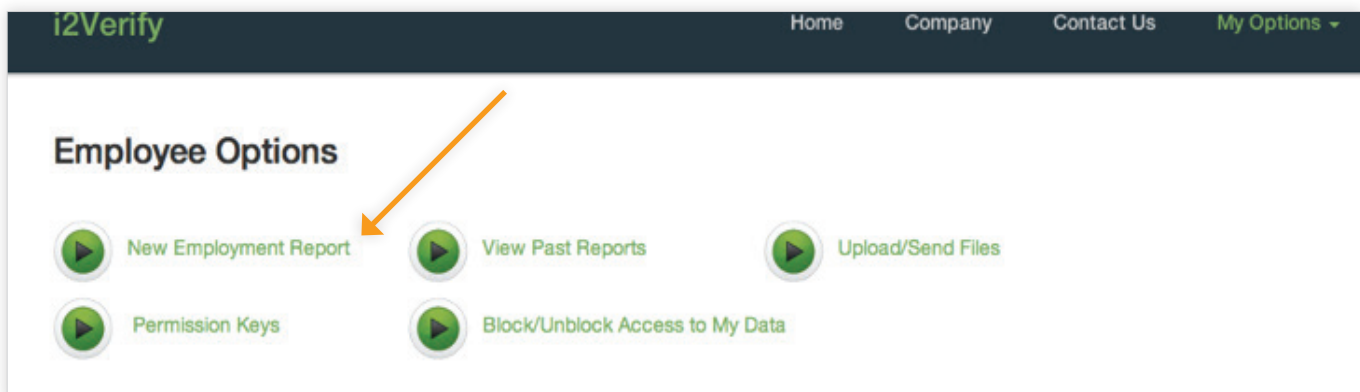 i2Verify Home Company Contact Us My Options
Employee Options
New Employment Report View Past Reports Upload/Send Files
Permission Keys Block/Unblock Access to My Data